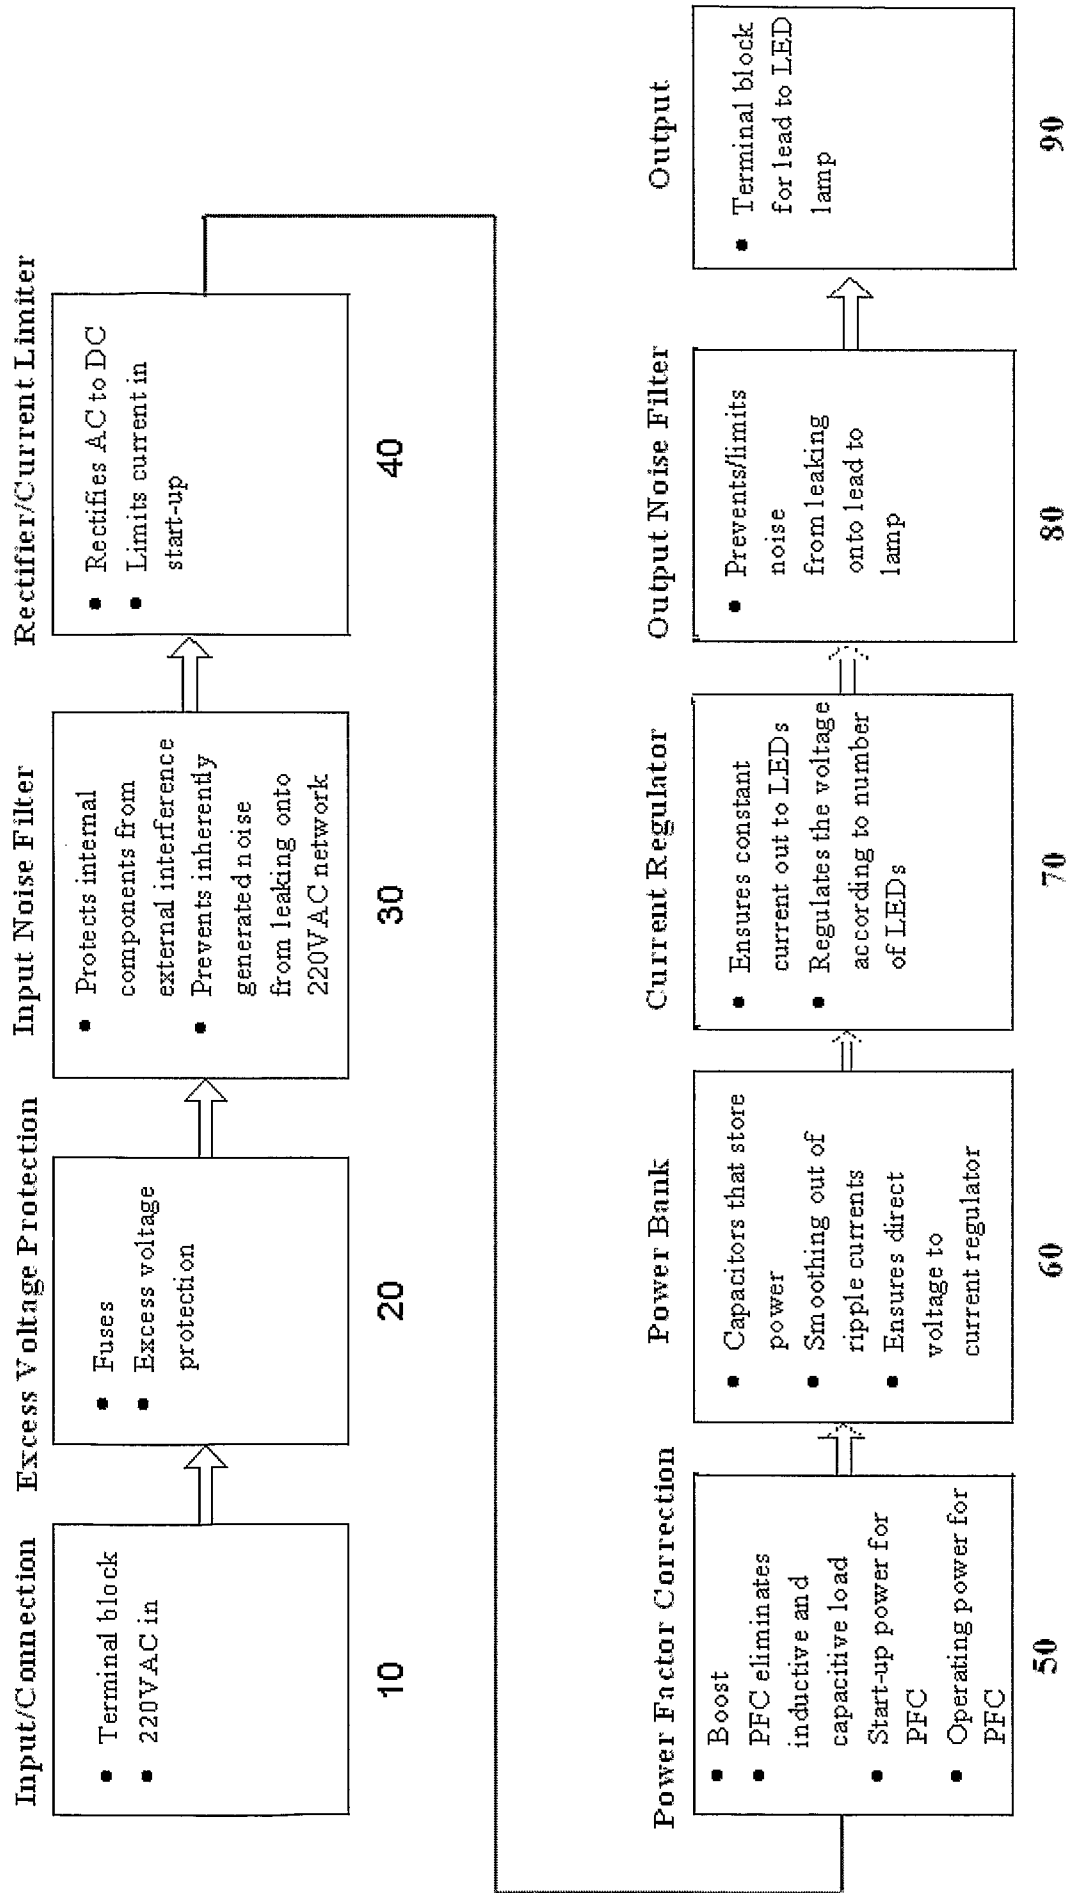 Input/Connection
Terminal block
220VAC in
10
Excess Voltage Protection
Fuses
Excess voltage
protection
20
Input Noise Filter
Protects internal
components from
external interference
Prevents inherently
generated noise
from leaking onto
220VAC network
30
Rectifier/Current Limiter
Rectifies AC to DC
Limits current in
start-up
40
Power Factor Correction
Boost
PFC eliminates
inductive and
capacitive load
Start-up power for
PFC
Operating power for
PFC
50
Power Bank
Capacitors that store
power
Smoothing out of
ripple currents
Ensures direct
voltage to
current regulator
60
Current Regulator
Ensures constant
current out to LEDs
Regulates the voltage
according to number
of LEDs
70
Output Noise Filter
Prevents/limits
noise
from leaking
onto lead to
lamp
80
Output
Terminal block
for lead to LED
lamp
90